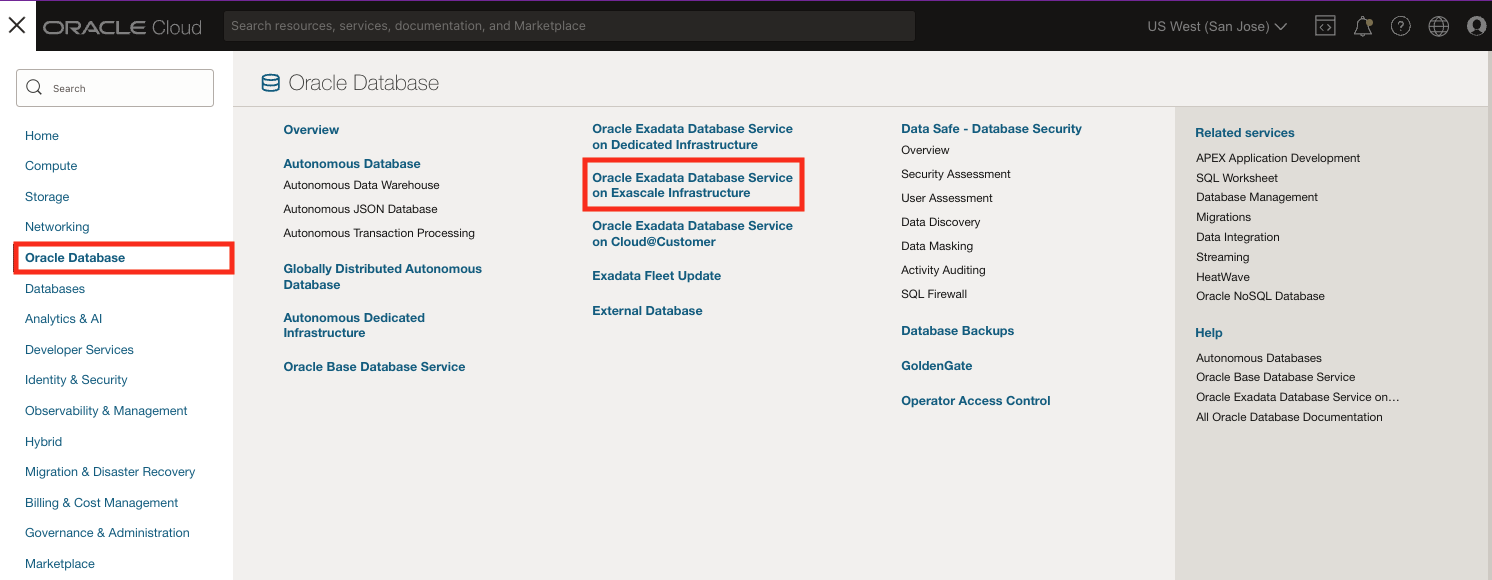 ORACLE Cloud
Search resources, services, documentation, and Marketplace
US West (San Jose)
Search
Home
Compute
Storage
Networking
Oracle Database
Databases
Analytics & AI
Developer Services
Identity & Security
Observability & Management
Hybrid
Migration & Disaster Recovery
Billing & Cost Management
Governance & Administration
Marketplace
Oracle Database
Overview
Autonomous Database
Autonomous Data Warehouse
Autonomous JSON Database
Autonomous Transaction Processing
Globally Distributed Autonomous
Database
Autonomous Dedicated
Infrastructure
Oracle Base Database Service
Oracle Exadata Database Service
on Dedicated Infrastructure
Oracle Exadata Database Service
on Exascale Infrastructure
Oracle Exadata Database Service
on Cloud@Customer
Exadata Fleet Update
External Database
Data Safe - Database Security
Overview
Security Assessment
User Assessment
Data Discovery
Data Masking
Activity Auditing
SQL Firewall
Database Backups
GoldenGate
Operator Access Control
Related services
APEX Application Development
SQL Worksheet
Database Management
Migrations
Data Integration
Streaming
HeatWave
Oracle NoSQL Database
Help
Autonomous Databases
Oracle Base Database Service
Oracle Exadata Database Service on…
All Oracle Database Documentation